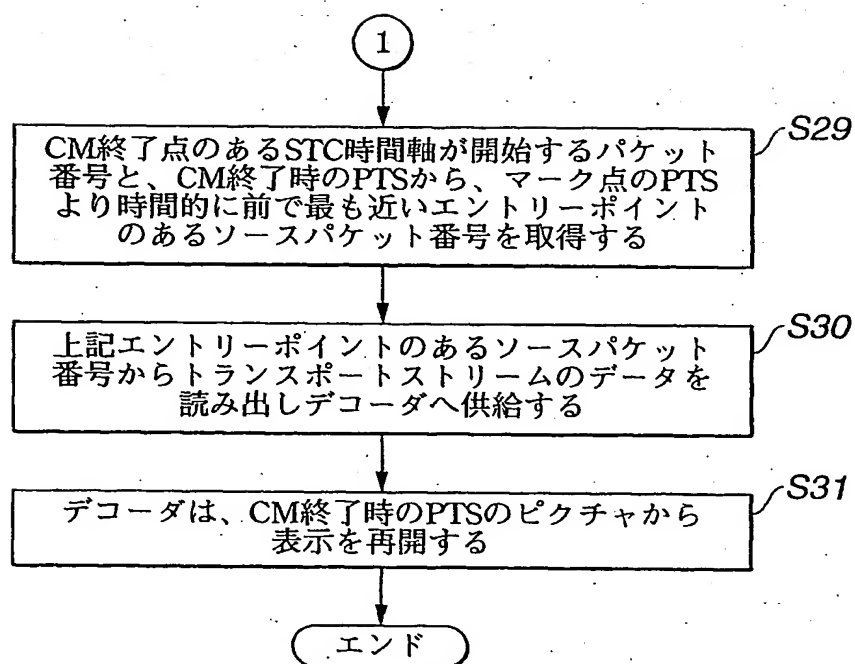 1
S29
CM終了点のあるSTC時間軸が開始するパケット
番号と、CM終了時のPTSから、マーク点のPTS
より時間的に前で最も近いエントリーポイント
のあるソースパケット番号を取得する
S30
上記エントリーポイントのあるソースパケット
番号からトランスポートストリームのデータを
読み出しデコーダへ供給する
S31
デコーダは、CM終了時のPTSのピクチャから
表示を再開する
エンド